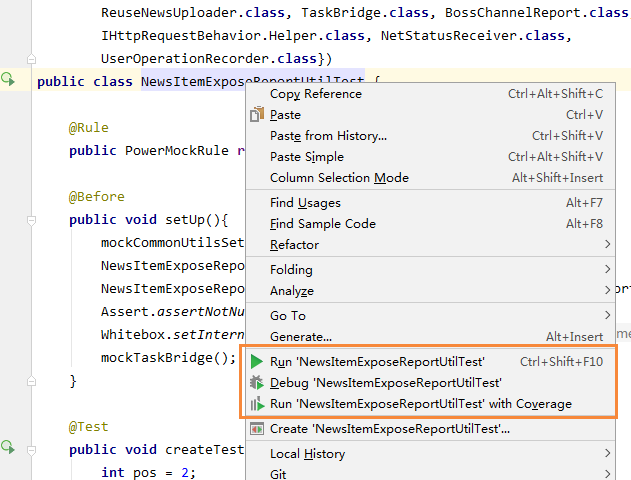 ReuseNewsUploader.class, TaskBridge.class, BossChannelReport.class,
IHttpRequestBehavior.Helper.class, NetStatusReceiver.class,
UserOperationRecorder.class})
public class NewsItemExposeReportUtilTest {
Copy Reference Ctrl+Alt+Shift+C
@Rule
Paste Ctrl+V
public PowerMockRule r
Paste from History... Ctrl+Shift+V
Paste Simple Ctrl+Alt+Shift+V
Column Selection Mode Alt+Shift+Insert
@Before
Find Usages Alt+F7
public void setUp(){
Find Sample Code Alt+F8
mockCommonUtilsSet
Refactor
NewsItemExposeRepo
Folding
NewsItemExposeRepo
Analyze
Assert.assertNotNu
Go To
Whitebox.setIntern
Generate... Alt+Insert
mockTaskBridge();
Run 'NewsItemExposeReportUtilTest' Ctrl+Shift+F10
}
Debug 'NewsItemExposeReportUtilTest'
Run 'NewsItemExposeReportUtilTest' with Coverage
@Test
Create 'NewsItemExposeReportUtilTest'...
public void createTest
Local History
int pos = 2;
Git